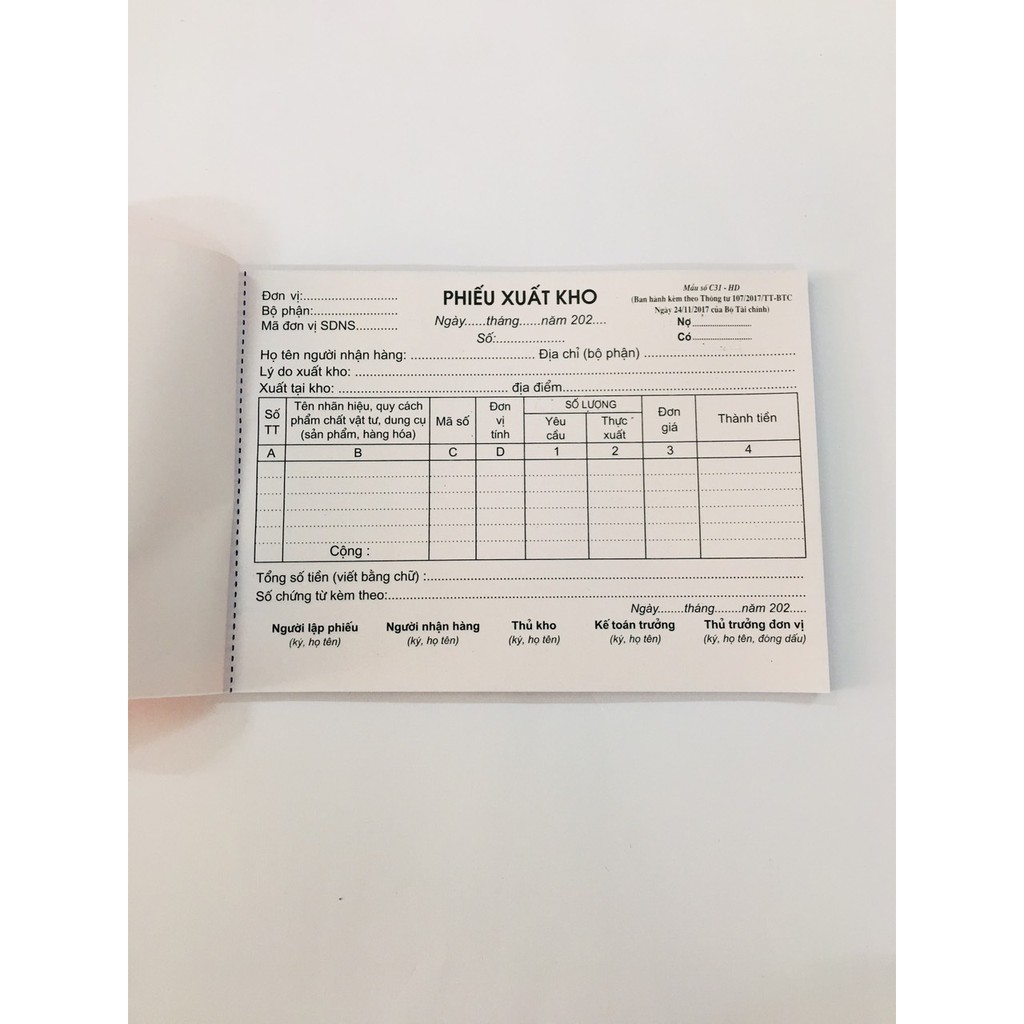 Đơn vị:............................
Bộ phận:.........................
Mã đơn vị SDNS.............
PHIẾU XUẤT KHO
Ngày......tháng......năm 202....
Số:...................
Mẫu số C31 - HD
(Ban hành kèm theo Thông tư 107/2017/TT-BTC
Ngày 24/11/2017 của Bộ Tài chính)
Nợ.......................
Có.......................
Họ tên người nhận hàng: .................................. Địa chỉ (bộ phận) ..........................................
Lý do xuất kho: ..........................................................................................................................
Xuất tại kho: ............................................... địa điểm................................................................
Số TT Tên nhãn hiệu, quy cách phẩm chất vật tư, dung cụ (sản phẩm, hàng hóa) Mã số Đơn vị tính SỐ LƯỢNG Yêu cầu Thực xuất Đơn giá Thành tiền
A B C D 1 2 3 4
Cộng :
Tổng số tiền (viết bằng chữ) :........................................................................................................
Số chứng từ kèm theo:...................................................................................................................
Ngày........tháng........năm 202.....
Người lập phiếu Người nhận hàng Thủ kho Kế toán trưởng Thủ trưởng đơn vị
(ký, họ tên) (ký, họ tên) (ký, họ tên) (ký, họ tên) (ký, họ tên, đòng dấu)